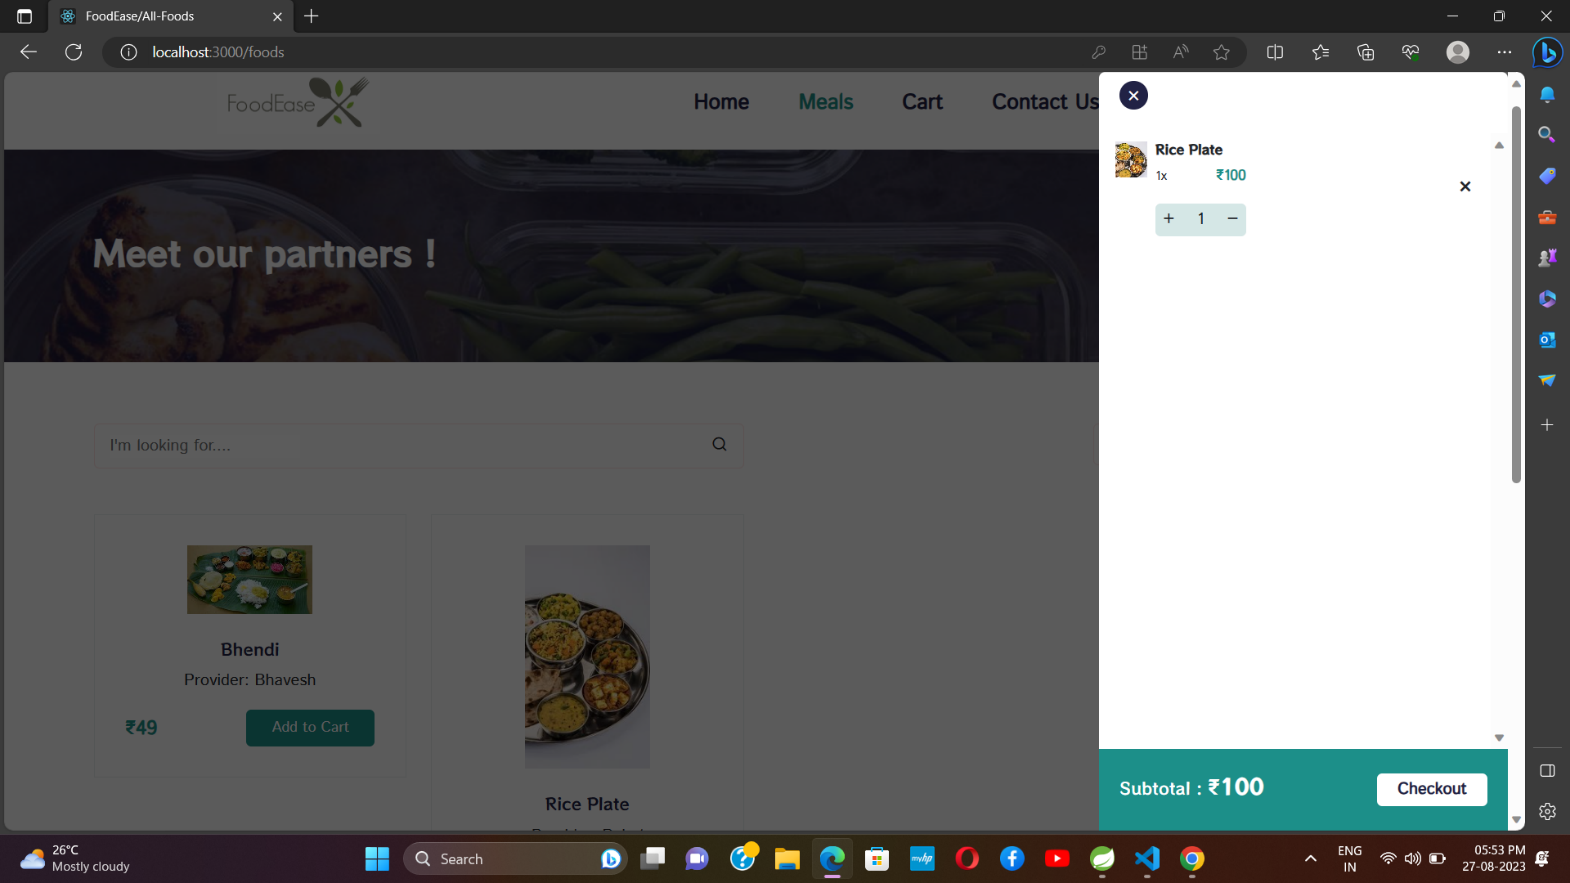 FoodEase/All-Foods
localhost:3000/foods
FoodEase
Home
Meals
Cart
Contact Us
Meet our partners !
I'm looking for....
Bhendi
Provider: Bhavesh
₹49
Add to Cart
Rice Plate
Rice Plate
1x
₹100
+ 1 −
Subtotal : ₹100
Checkout
26°C
Mostly cloudy
Search
myhp
ENG
IN
05:53 PM
27-08-2023